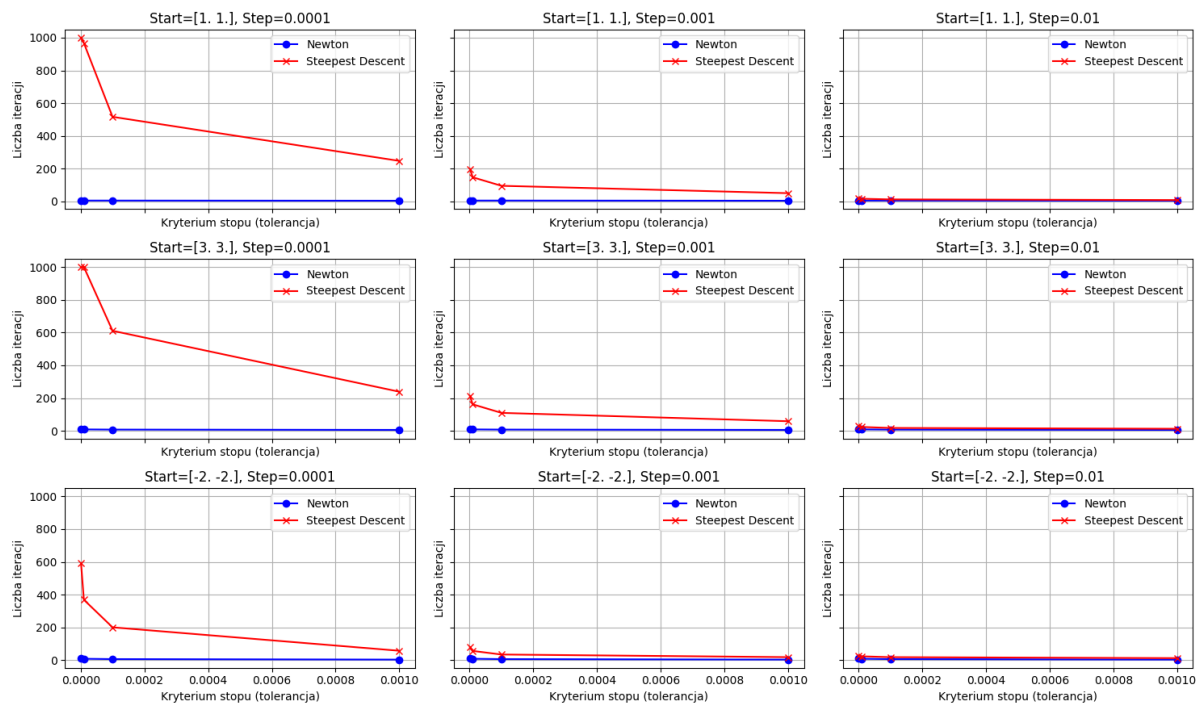 Start=[1. 1.], Step=0.0001
Start=[1. 1.], Step=0.001
Start=[1. 1.], Step=0.01
1000
800
600
400
200
0
Liczba iteracji
Newton
Steepest Descent
Kryterium stopu (tolerancja)
Liczba iteracji
Newton
Steepest Descent
Kryterium stopu (tolerancja)
Liczba iteracji
Newton
Steepest Descent
Kryterium stopu (tolerancja)
Start=[3. 3.], Step=0.0001
Start=[3. 3.], Step=0.001
Start=[3. 3.], Step=0.01
1000
800
600
400
200
0
Liczba iteracji
Newton
Steepest Descent
Kryterium stopu (tolerancja)
Liczba iteracji
Newton
Steepest Descent
Kryterium stopu (tolerancja)
Liczba iteracji
Newton
Steepest Descent
Kryterium stopu (tolerancja)
Start=[-2. -2.], Step=0.0001
Start=[-2. -2.], Step=0.001
Start=[-2. -2.], Step=0.01
1000
800
600
400
200
0
Liczba iteracji
Newton
Steepest Descent
0.0000 0.0002 0.0004 0.0006 0.0008 0.0010
Kryterium stopu (tolerancja)
Liczba iteracji
Newton
Steepest Descent
0.0000 0.0002 0.0004 0.0006 0.0008 0.0010
Kryterium stopu (tolerancja)
Liczba iteracji
Newton
Steepest Descent
0.0000 0.0002 0.0004 0.0006 0.0008 0.0010
Kryterium stopu (tolerancja)